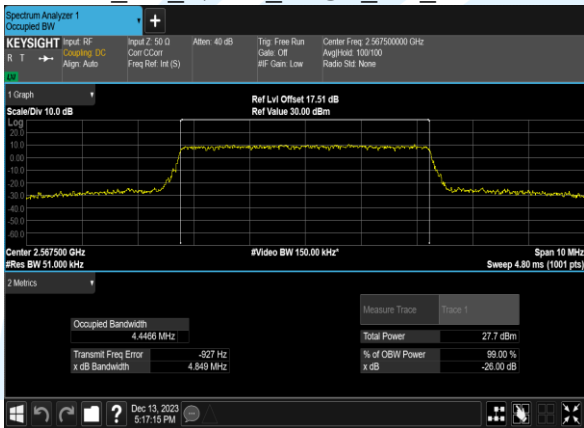 Spectrum Analyzer 1
Occupied BW
KEYSIGHT
R T
LV
Input: RF
Coupling: DC
Align: Auto
Input Z: 50 Ω
Corr CCorr
Freq Ref: Int (S)
Atten: 40 dB
Trig: Free Run
Gate: Off
#IF Gain: Low
Center Freq: 2.567500000 GHz
Avg|Hold: 100/100
Radio Std: None
1 Graph
Scale/Div 10.0 dB
Ref Lvl Offset 17.51 dB
Ref Value 30.00 dBm
Log
20.0
10.0
0.00
-10.0
-20.0
-30.0
-40.0
-50.0
-60.0
Center 2.567500 GHz
#Video BW 150.00 kHz*
Span 10 MHz
#Res BW 51.000 kHz
Sweep 4.80 ms (1001 pts)
2 Metrics
Measure Trace
Trace 1
Occupied Bandwidth
4.4466 MHz
Total Power
27.7 dBm
Transmit Freq Error
-927 Hz
% of OBW Power
99.00 %
x dB Bandwidth
4.849 MHz
x dB
-26.00 dB
?
Dec 13, 2023
5:17:15 PM